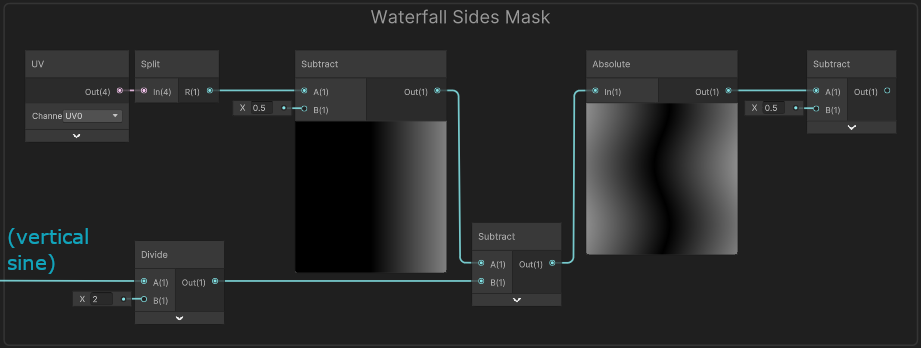 Waterfall Sides Mask
UV
Out(4)
Channe UV0
Split
In(4) R(1)
Subtract
A(1) Out(1)
X 0.5 B(1)
Absolute
In(1) Out(1)
Subtract
A(1) Out(1)
X 0.5 B(1)
(vertical
sine)
Divide
A(1) Out(1)
X 2 B(1)
Subtract
A(1) Out(1)
B(1)